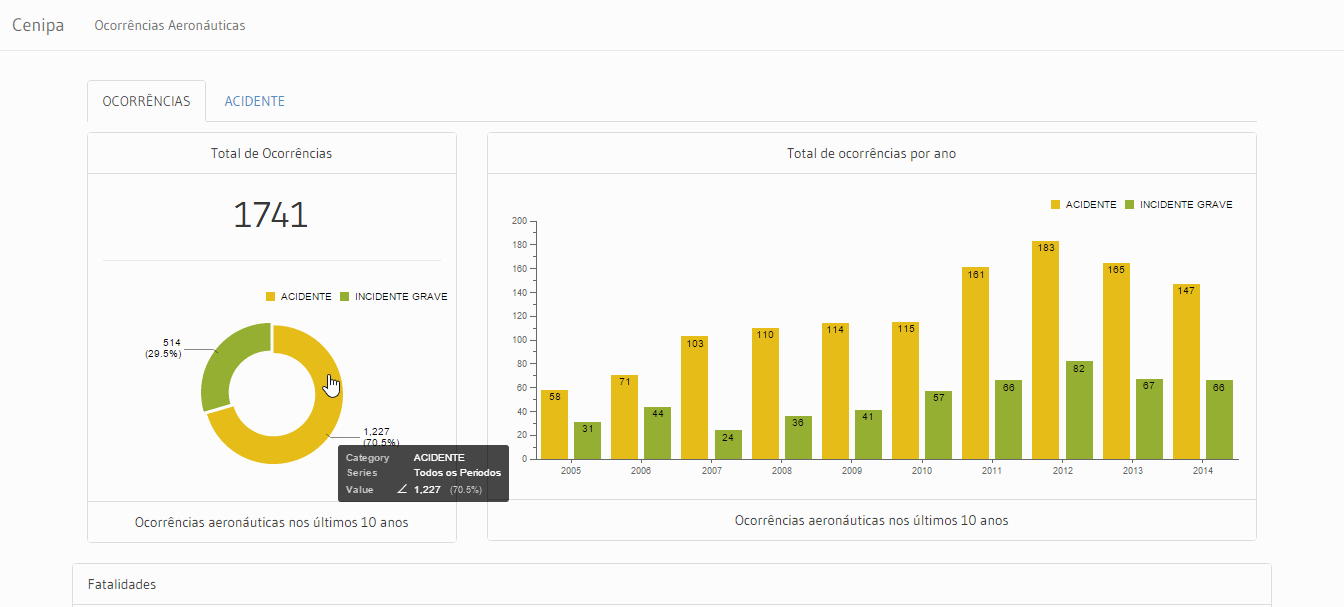 Cenipa Ocorrências Aeronáuticas
OCORRÊNCIAS ACIDENTE
Total de Ocorrências
1741
ACIDENTE INCIDENTE GRAVE
514
(29.5%)
1,227
(70.5%)
Category ACIDENTE
Series Todos os Periodos
Value 1,227 (70.5%)
Ocorrências aeronáuticas nos últimos 10 anos
Total de ocorrências por ano
ACIDENTE INCIDENTE GRAVE
200
180
160
140
120
100
80
60
40
20
0
58 31 71 44 103 24 110 36 114 41 115 57 161 66 183 82 165 67 147 66
2005 2006 2007 2008 2009 2010 2011 2012 2013 2014
Ocorrências aeronáuticas nos últimos 10 anos
Fatalidades